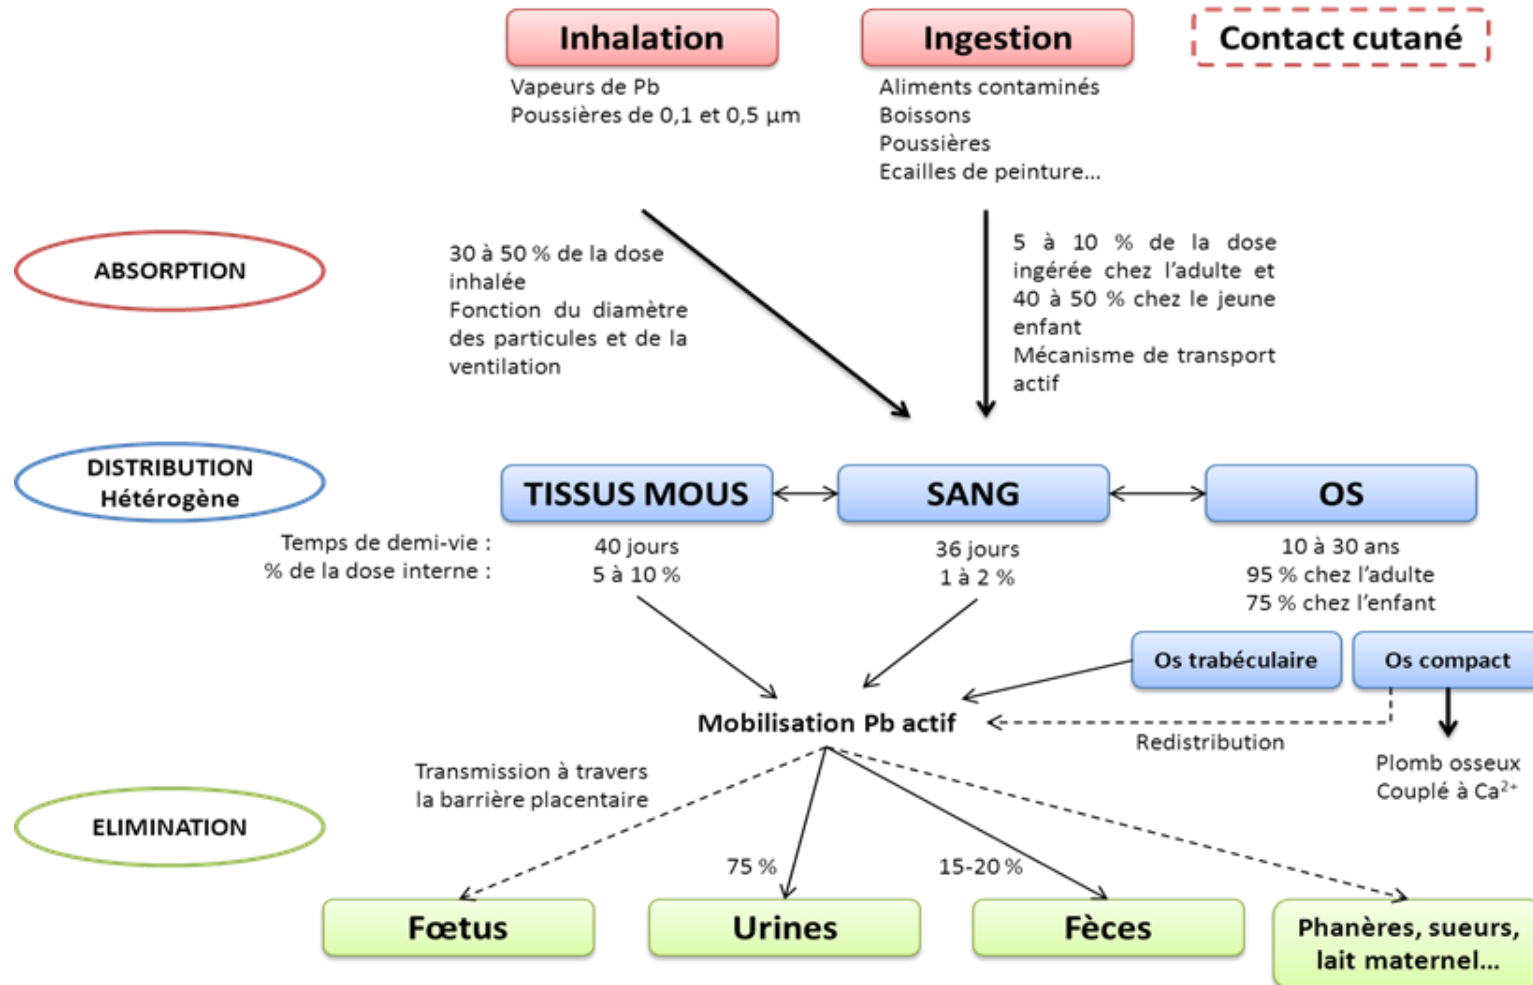 Inhalation
Ingestion
Contact cutané
Vapeurs de Pb
Poussières de 0,1 et 0,5 µm
Aliments contaminés
Boissons
Poussières
Ecailles de peinture...
ABSORPTION
30 à 50 % de la dose
inhalée
Fonction du diamètre
des particules et de la
ventilation
5 à 10 % de la dose
ingérée chez l'adulte et
40 à 50 % chez le jeune
enfant
Mécanisme de transport
actif
DISTRIBUTION
Hétérogène
TISSUS MOUS
SANG
OS
Temps de demi-vie :
40 jours
36 jours
10 à 30 ans
% de la dose interne :
5 à 10 %
1 à 2 %
95 % chez l'adulte
75 % chez l'enfant
Os trabéculaire
Os compact
Mobilisation Pb actif
Redistribution
Plomb osseux
Couplé à Ca²⁺
Transmission à travers
la barrière placentaire
ELIMINATION
75 %
15-20 %
Fœtus
Urines
Fèces
Phanères, sueurs,
lait maternel...